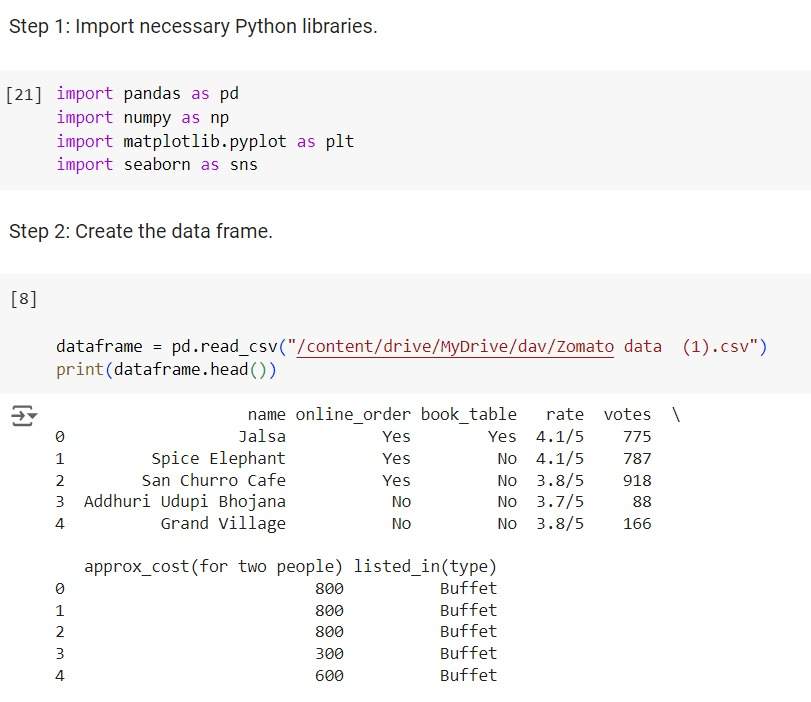 Step 1: Import necessary Python libraries.
[21] import pandas as pd
import numpy as np
import matplotlib.pyplot as plt
import seaborn as sns
Step 2: Create the data frame.
[8]
dataframe = pd.read_csv("/content/drive/MyDrive/dav/Zomato data  (1).csv")
print(dataframe.head())
name online_order book_table rate votes \
0 Jalsa Yes Yes 4.1/5 775
1 Spice Elephant Yes No 4.1/5 787
2 San Churro Cafe Yes No 3.8/5 918
3 Addhuri Udupi Bhojana No No 3.7/5 88
4 Grand Village No No 3.8/5 166
approx_cost(for two people) listed_in(type)
0 800 Buffet
1 800 Buffet
2 800 Buffet
3 300 Buffet
4 600 Buffet